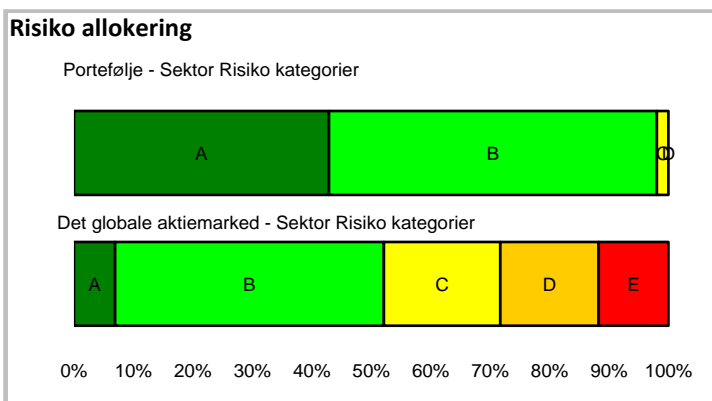 Risiko allokering
Portefølje - Sektor Risiko kategorier
A B C D
Det globale aktiemarked - Sektor Risiko kategorier
A B C D E
0% 10% 20% 30% 40% 50% 60% 70% 80% 90% 100%